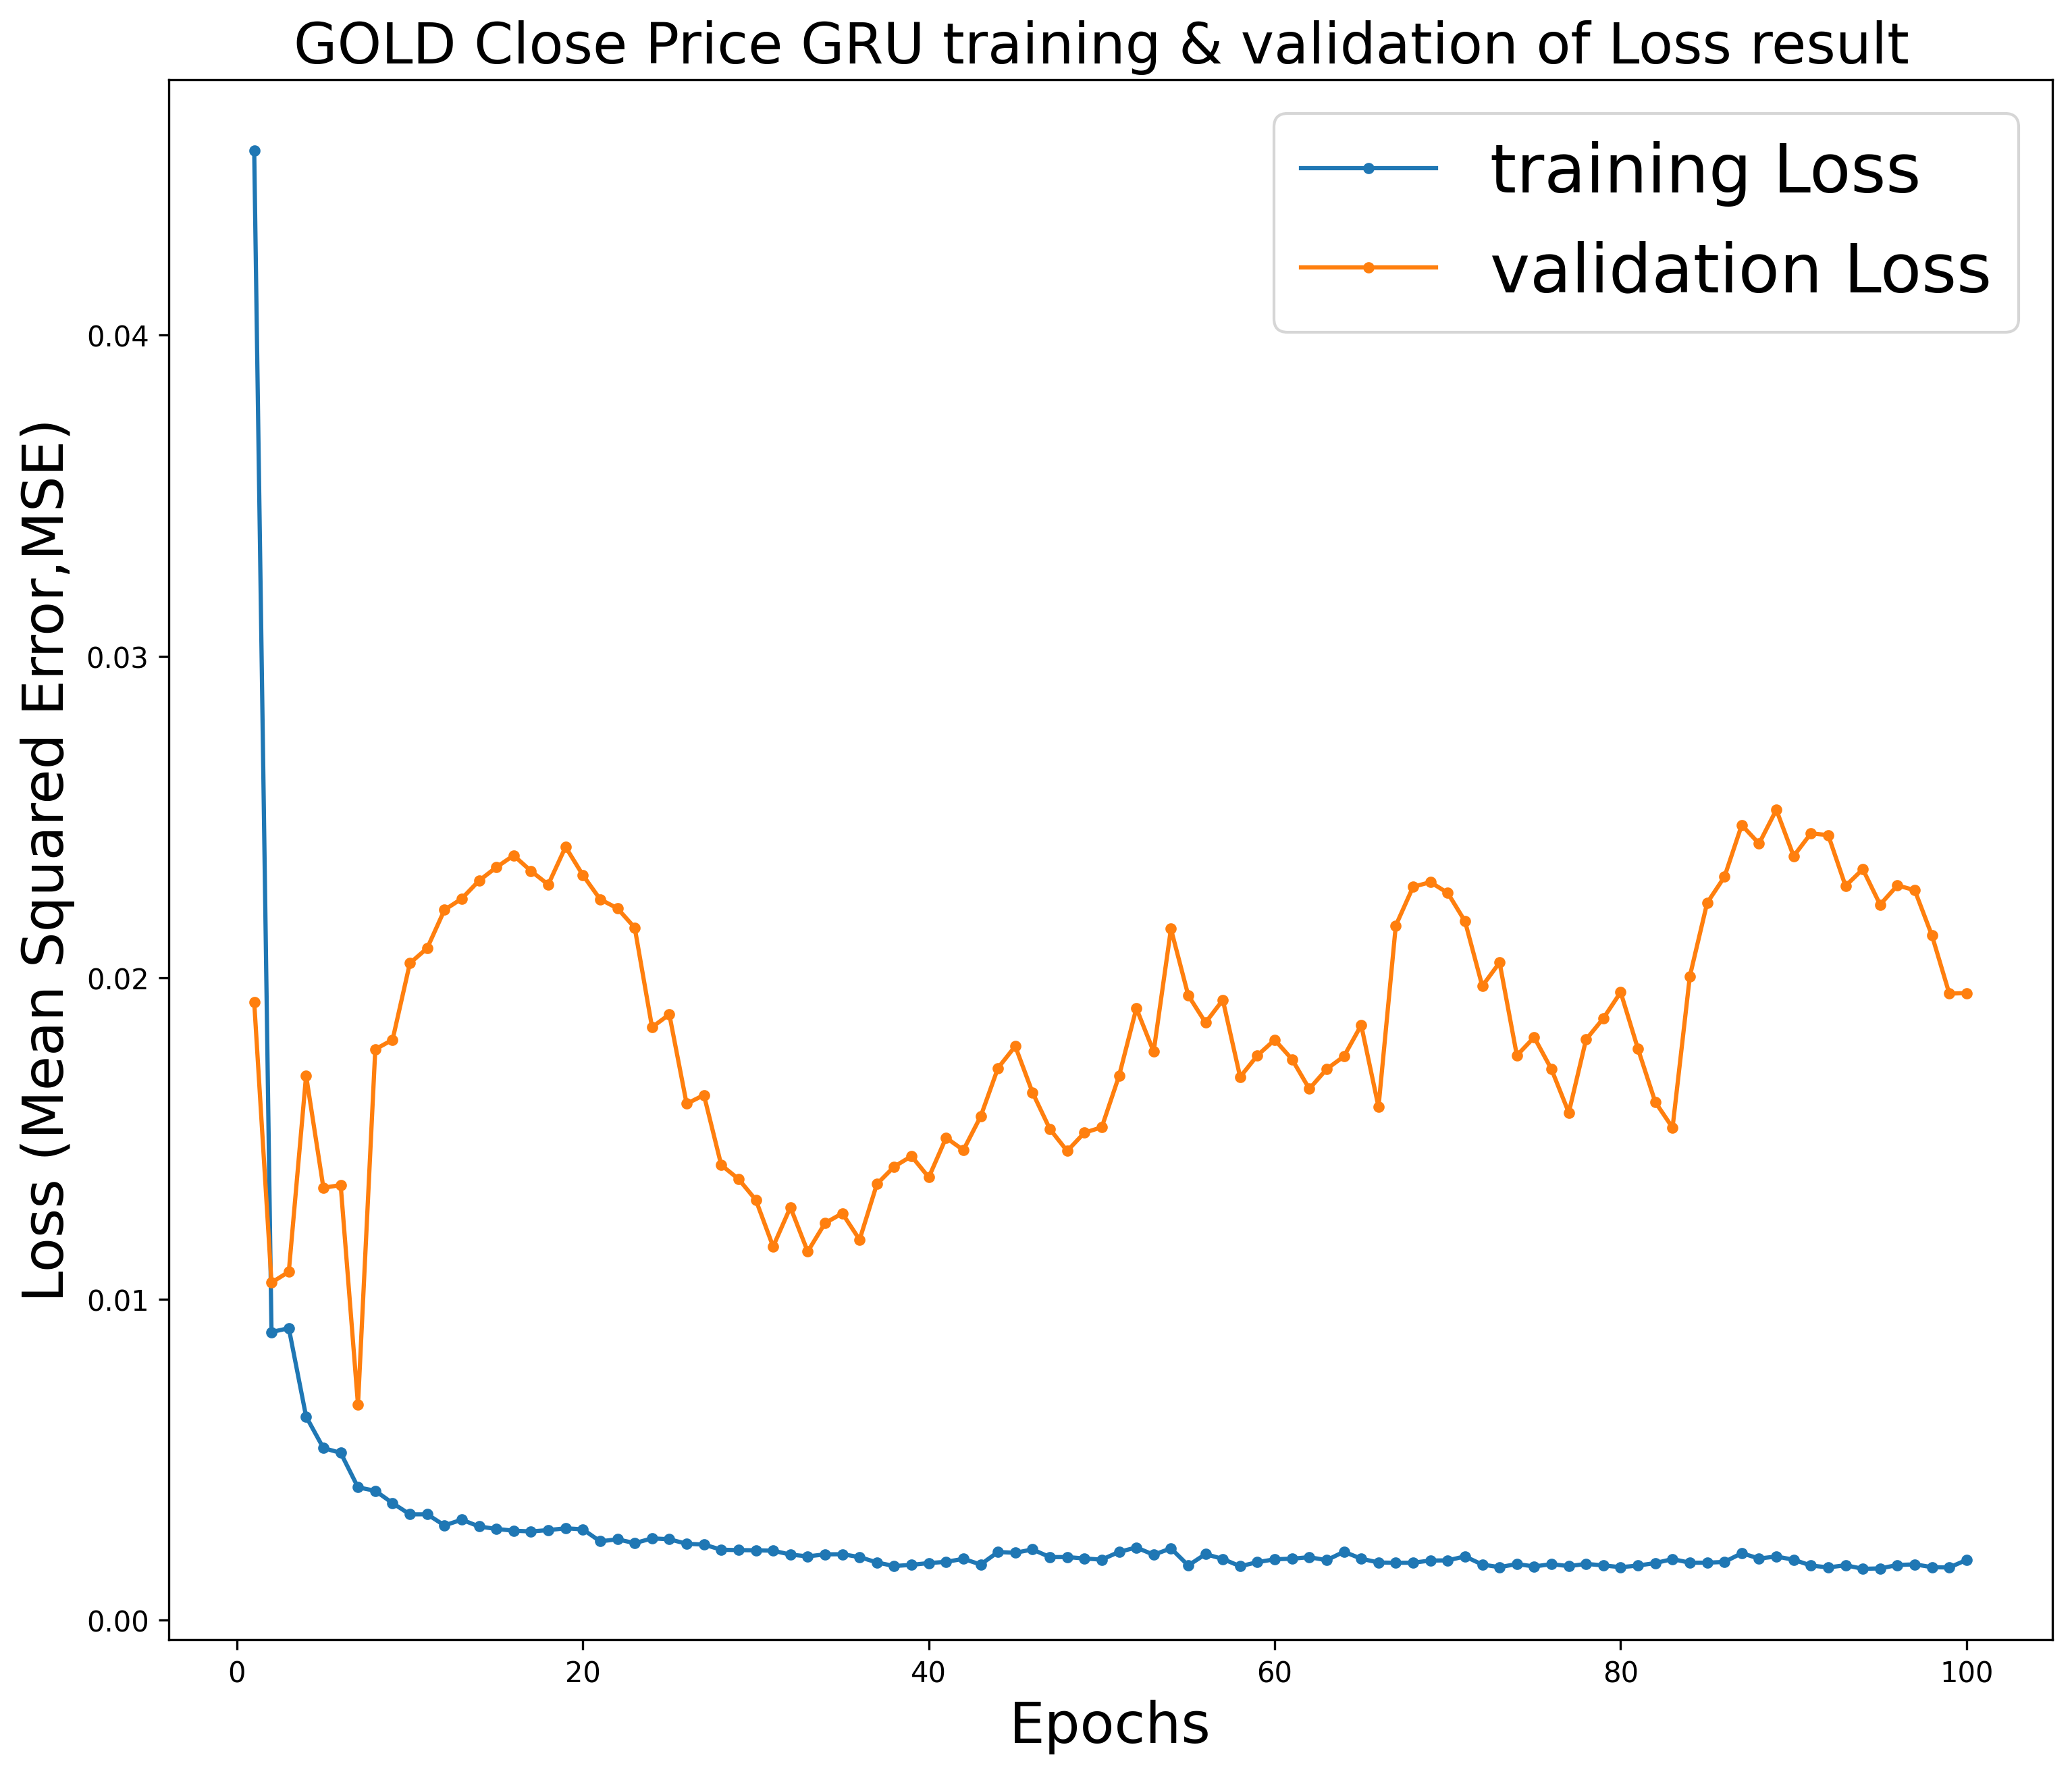 GOLD Close Price GRU training & validation of Loss result
training Loss
validation Loss
Loss (Mean Squared Error,MSE)
0.04
0.03
0.02
0.01
0.00
0 20 40 60 80 100
Epochs